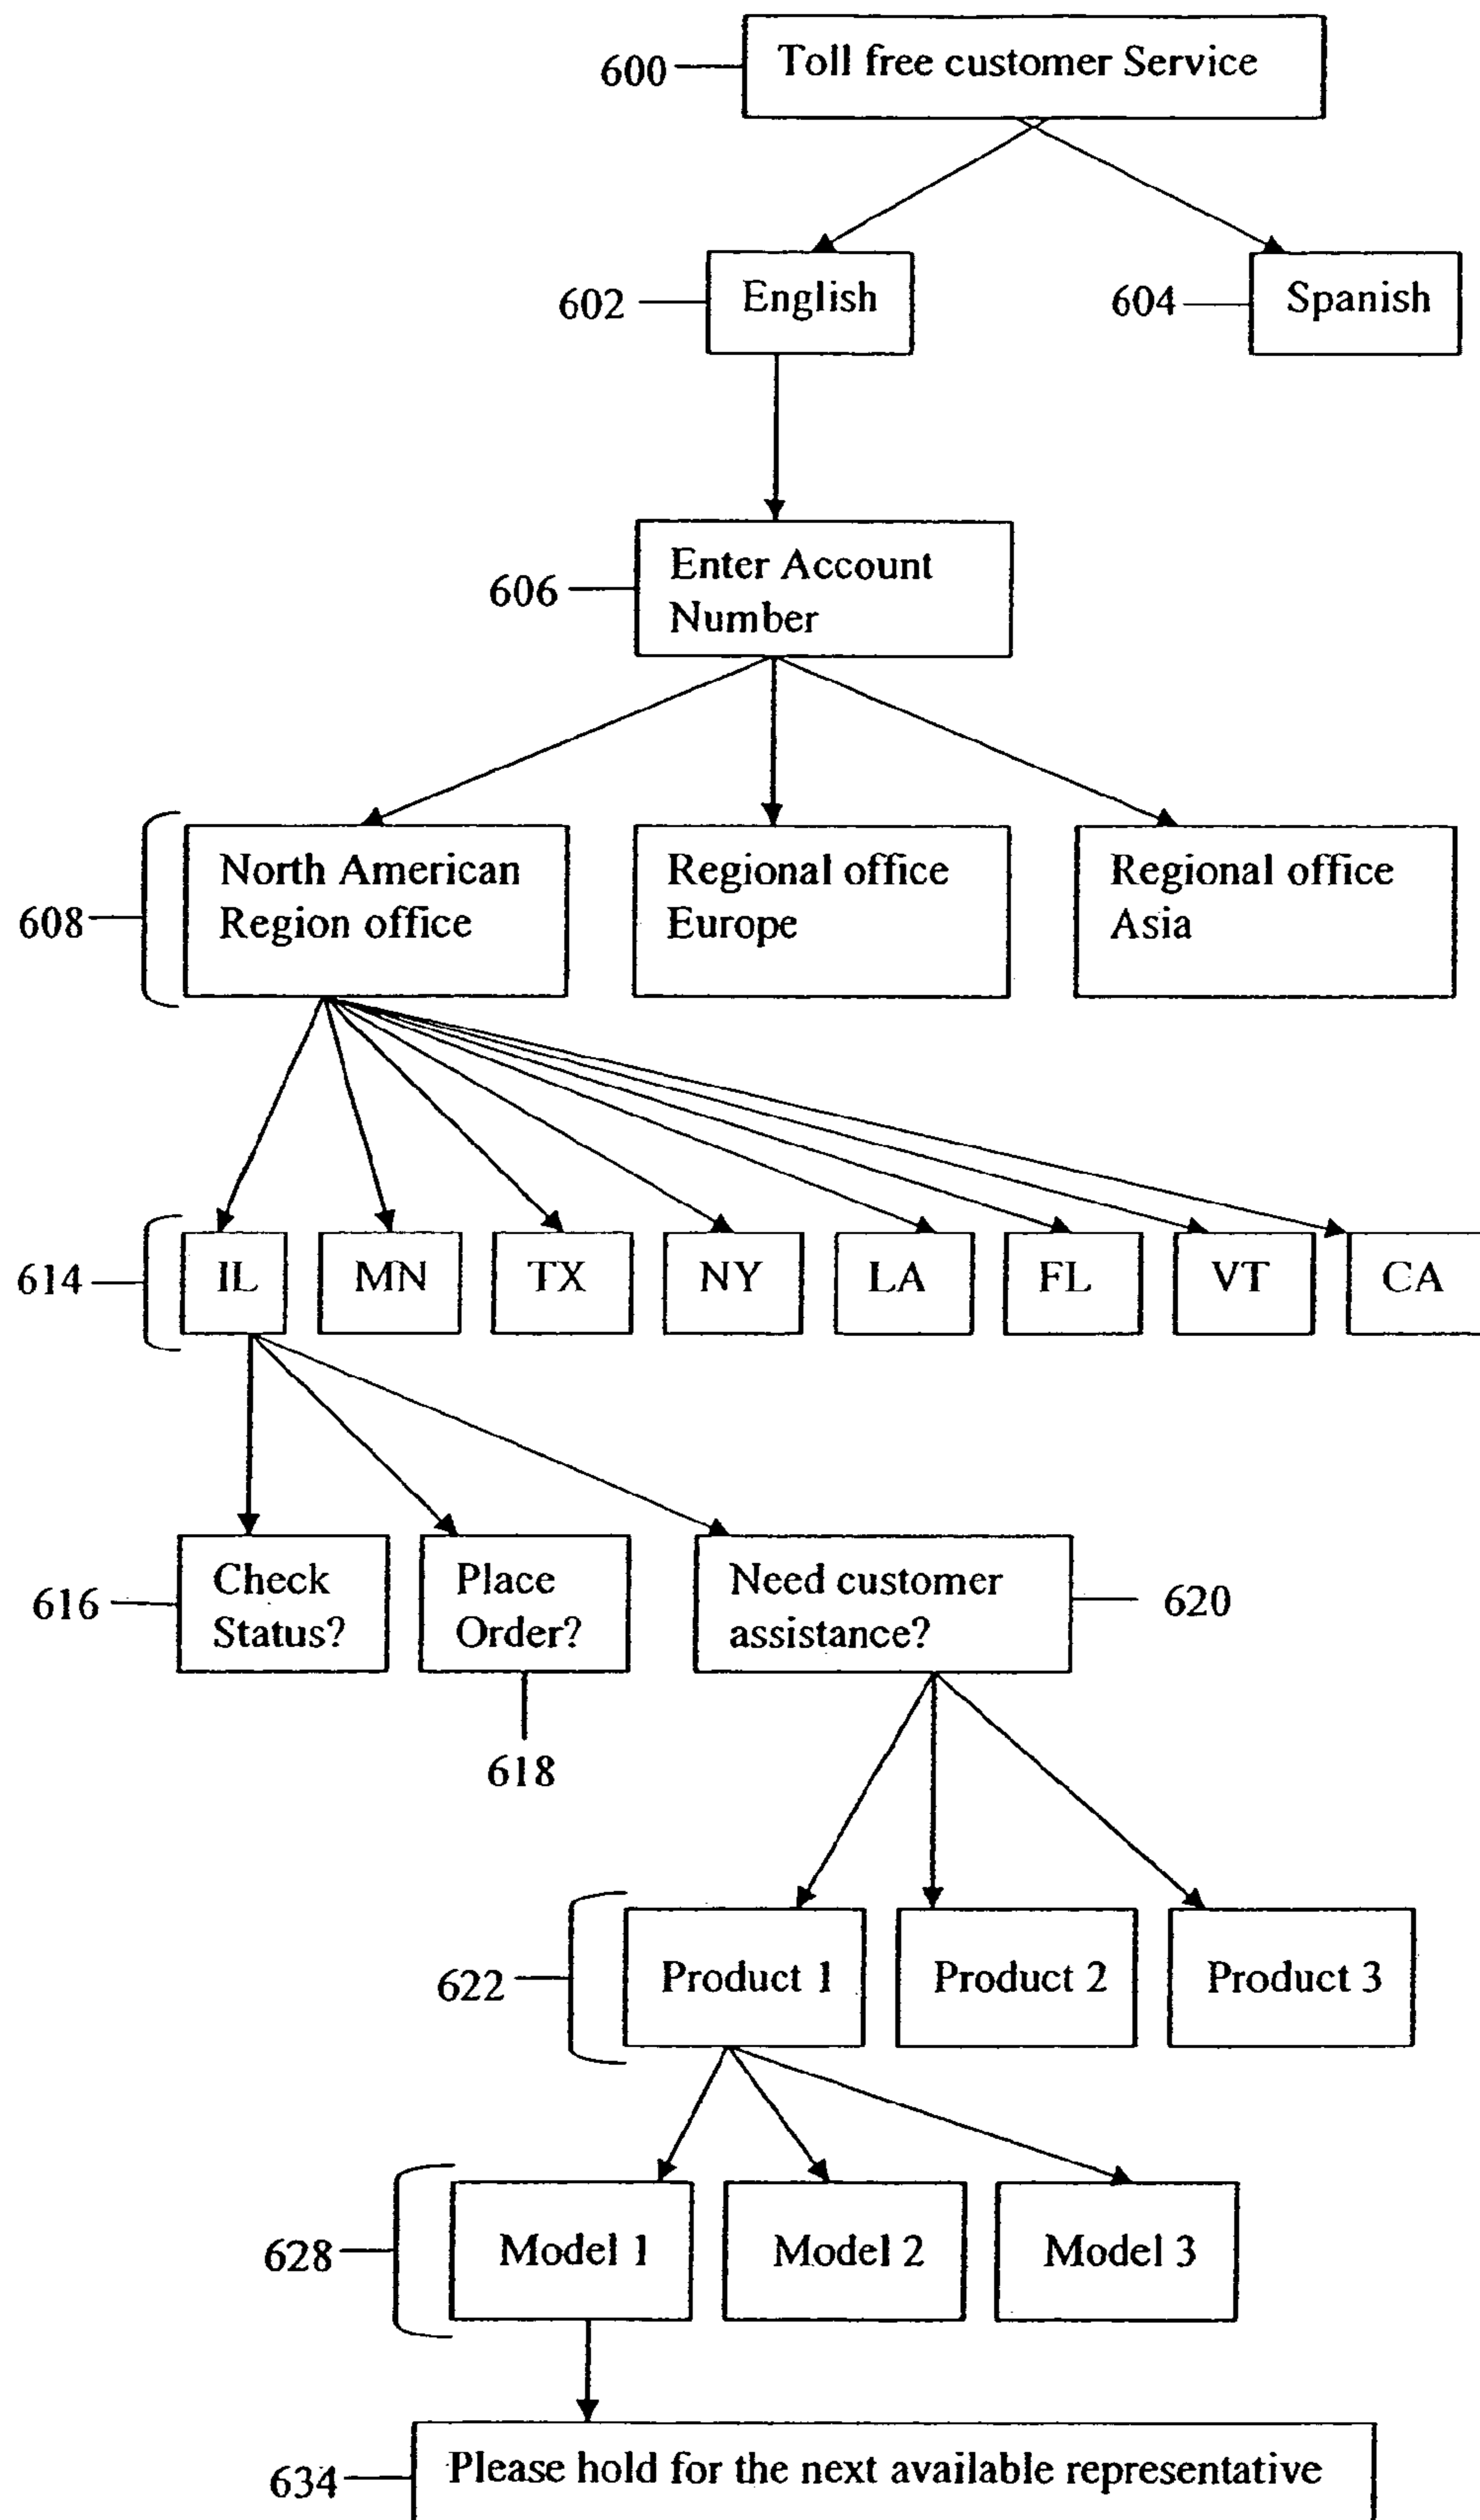 600
Toll free customer Service
602
English
604
Spanish
606
Enter Account
Number
608
North American
Region office
Regional office
Europe
Regional office
Asia
614
IL
MN
TX
NY
LA
FL
VT
CA
616
Check
Status?
Place
Order?
Need customer
assistance?
620
618
622
Product 1
Product 2
Product 3
628
Model 1
Model 2
Model 3
634
Please hold for the next available representative